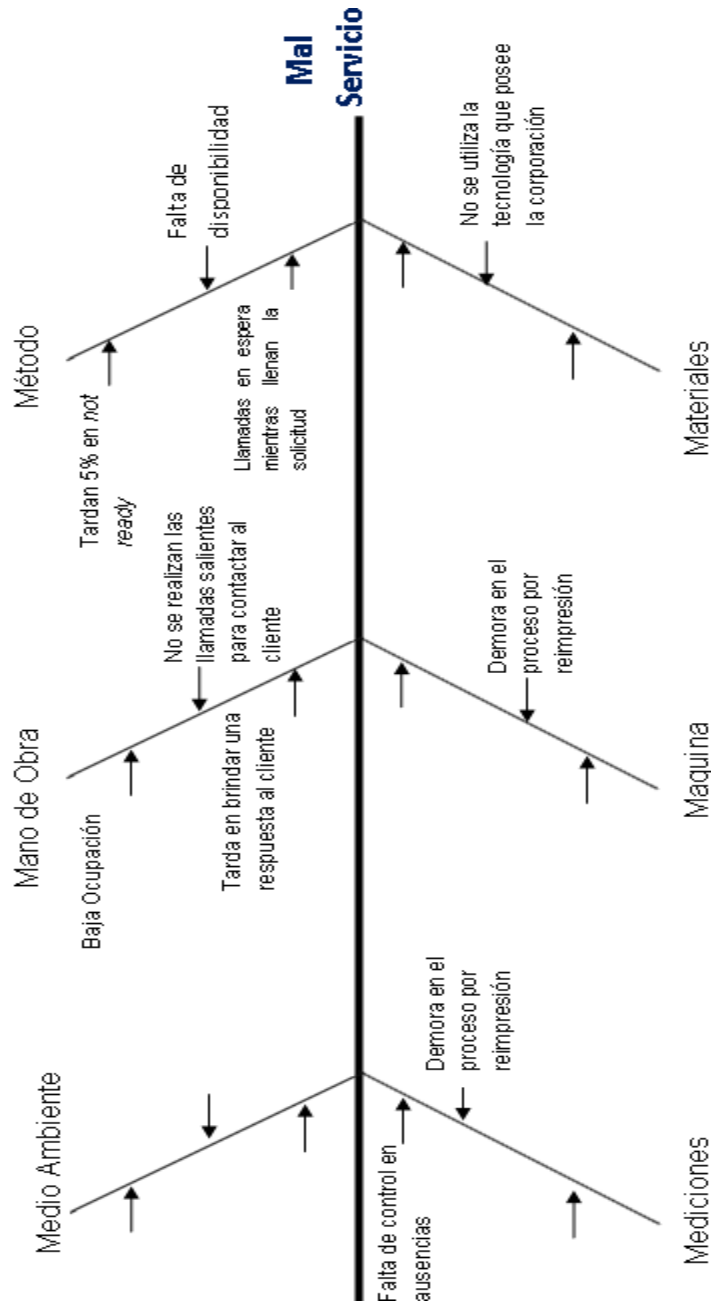 Medio Ambiente
Mano de Obra
Baja Ocupación
No se realizan las
llamadas salientes
para contactar al
cliente
Tarda en brindar una
respuesta al cliente
Método
Tardan 5% en not
ready
Falta de
disponibilidad
Llamadas en espera
mientras llenan la
solicitud
Mal
Servicio
Falta de control en
ausencias
Demora en el
proceso por
reimpresión
Mediciones
Demora en el
proceso por
reimpresión
Maquina
No se utiliza la
tecnología que posee
la corporación
Materiales